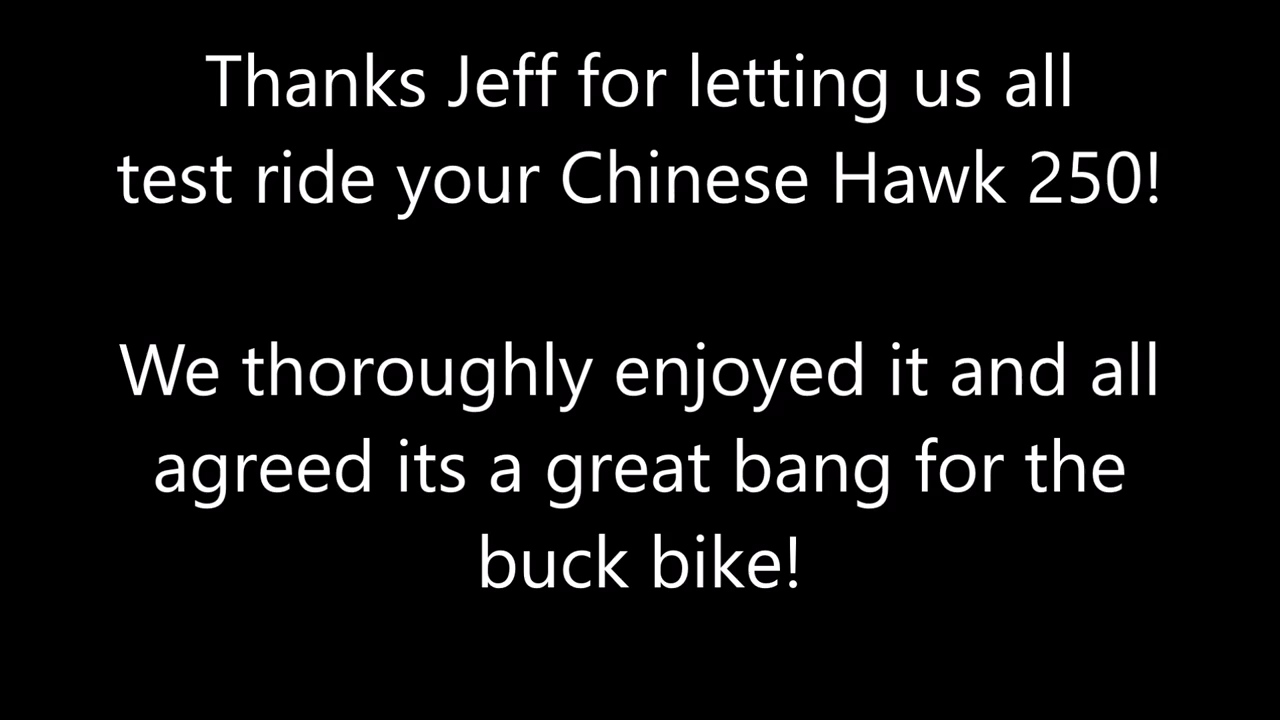 Thanks Jeff for letting us all
test ride your Chinese Hawk 250!
We thoroughly enjoyed it and all
agreed its a great bang for the
buck bike!